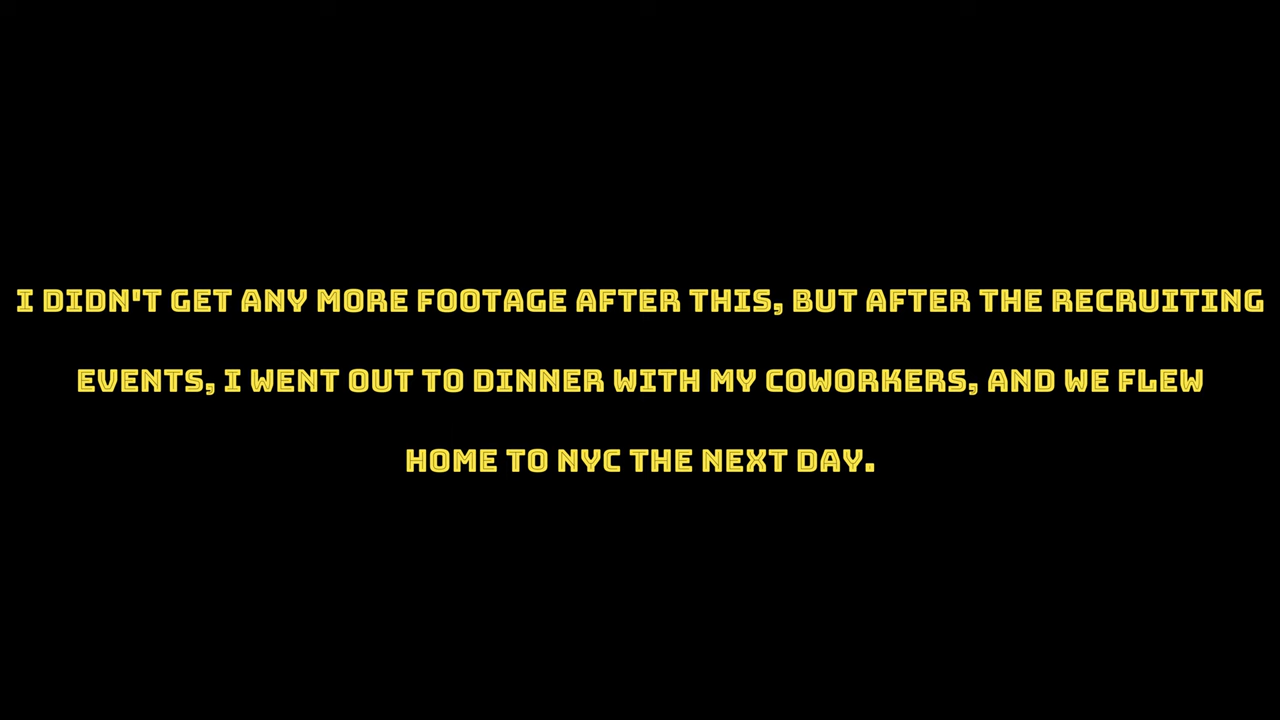 I DIDN'T GET ANY MORE FOOTAGE AFTER THIS, BUT AFTER THE RECRUITING
EVENTS, I WENT OUT TO DINNER WITH MY COWORKERS, AND WE FLEW
HOME TO NYC THE NEXT DAY.